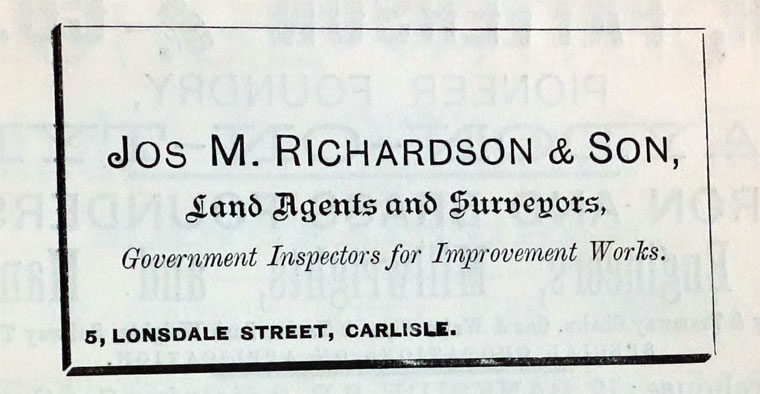 JOS M. RICHARDSON & SON,
Land Agents and Surveyors,
Government Inspectors for Improvement Works.
5, LONSDALE STREET, CARLISLE.